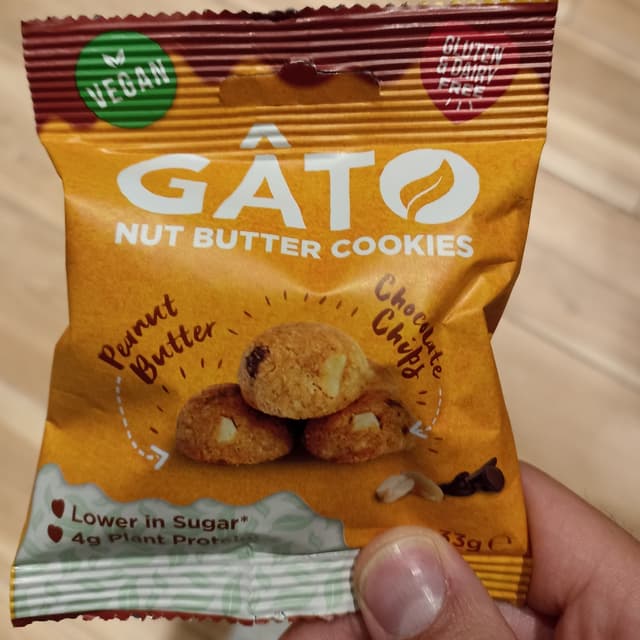 VEGAN
GLUTEN
& DAIRY
FREE
GÂTO
NUT BUTTER COOKIES
Peanut
Butter
Chocolate
Chips
Lower in Sugar*
4g Plant Protein
33g ℮